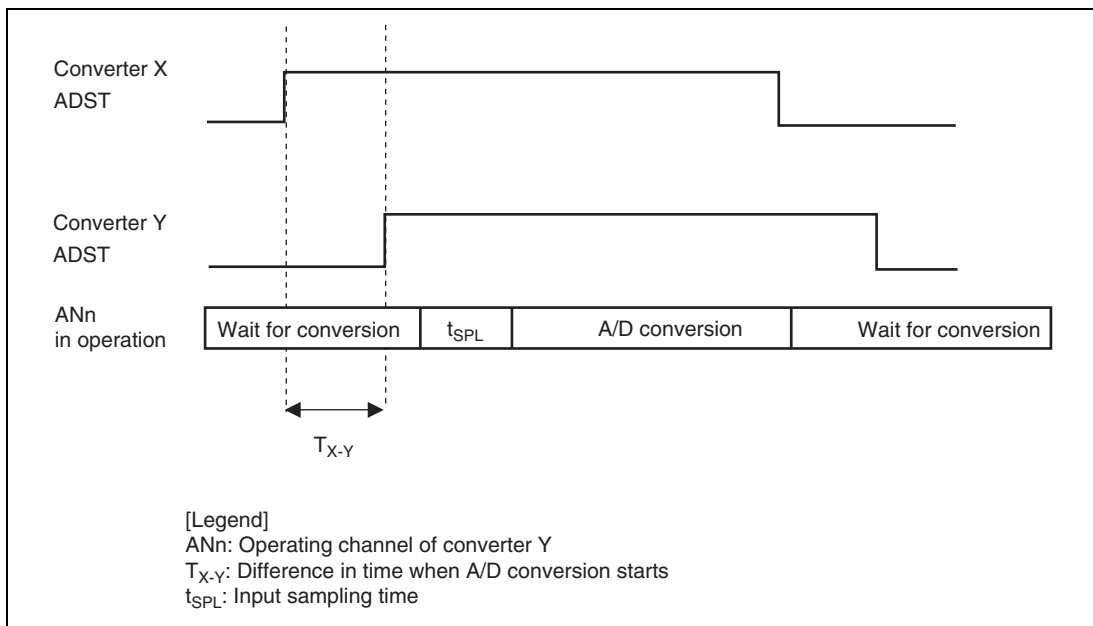 Converter X
ADST
Converter Y
ADST
ANn
in operation
Wait for conversion
tSPL
A/D conversion
Wait for conversion
TX-Y
[Legend]
ANn: Operating channel of converter Y
TX-Y: Difference in time when A/D conversion starts
tSPL: Input sampling time